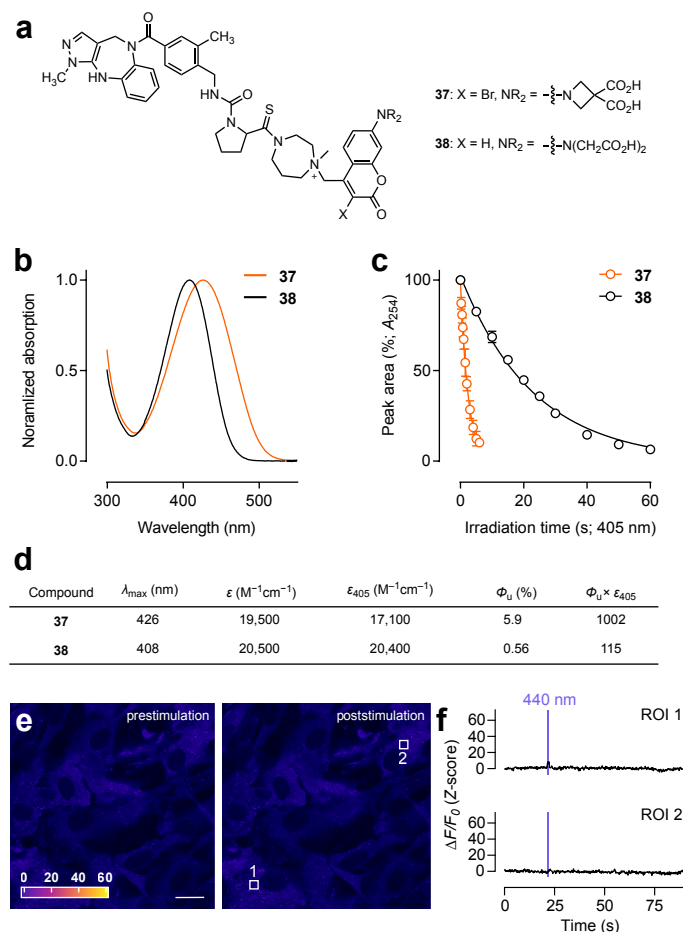 a
O
CH₃
N
N
N
N
CH₃
HN
HN
O
N
S
N
N
+
NR₂
O
O
X
37: X = Br, NR₂ = N CO₂H
CO₂H
38: X = H, NR₂ = N(CH₂CO₂H)₂
b
37
38
Noramlized absorption
1.0
0.5
0.0
300 400 500
Wavelength (nm)
c
37
38
Peak area (%; A₂₅₄)
100
50
0
0 20 40 60
Irradiation time (s; 405 nm)
d
Compound λmax (nm) ε (M⁻¹cm⁻¹) ε₄₀₅ (M⁻¹cm⁻¹) Φu (%) Φu× ε₄₀₅
37 426 19,500 17,100 5.9 1002
38 408 20,500 20,400 0.56 115
e
prestimulation
0 20 40 60
poststimulation
2
1
f
440 nm
ROI 1
60
40
20
0
ROI 2
60
40
20
0
ΔF/F₀ (Z-score)
0 25 50 75
Time (s)